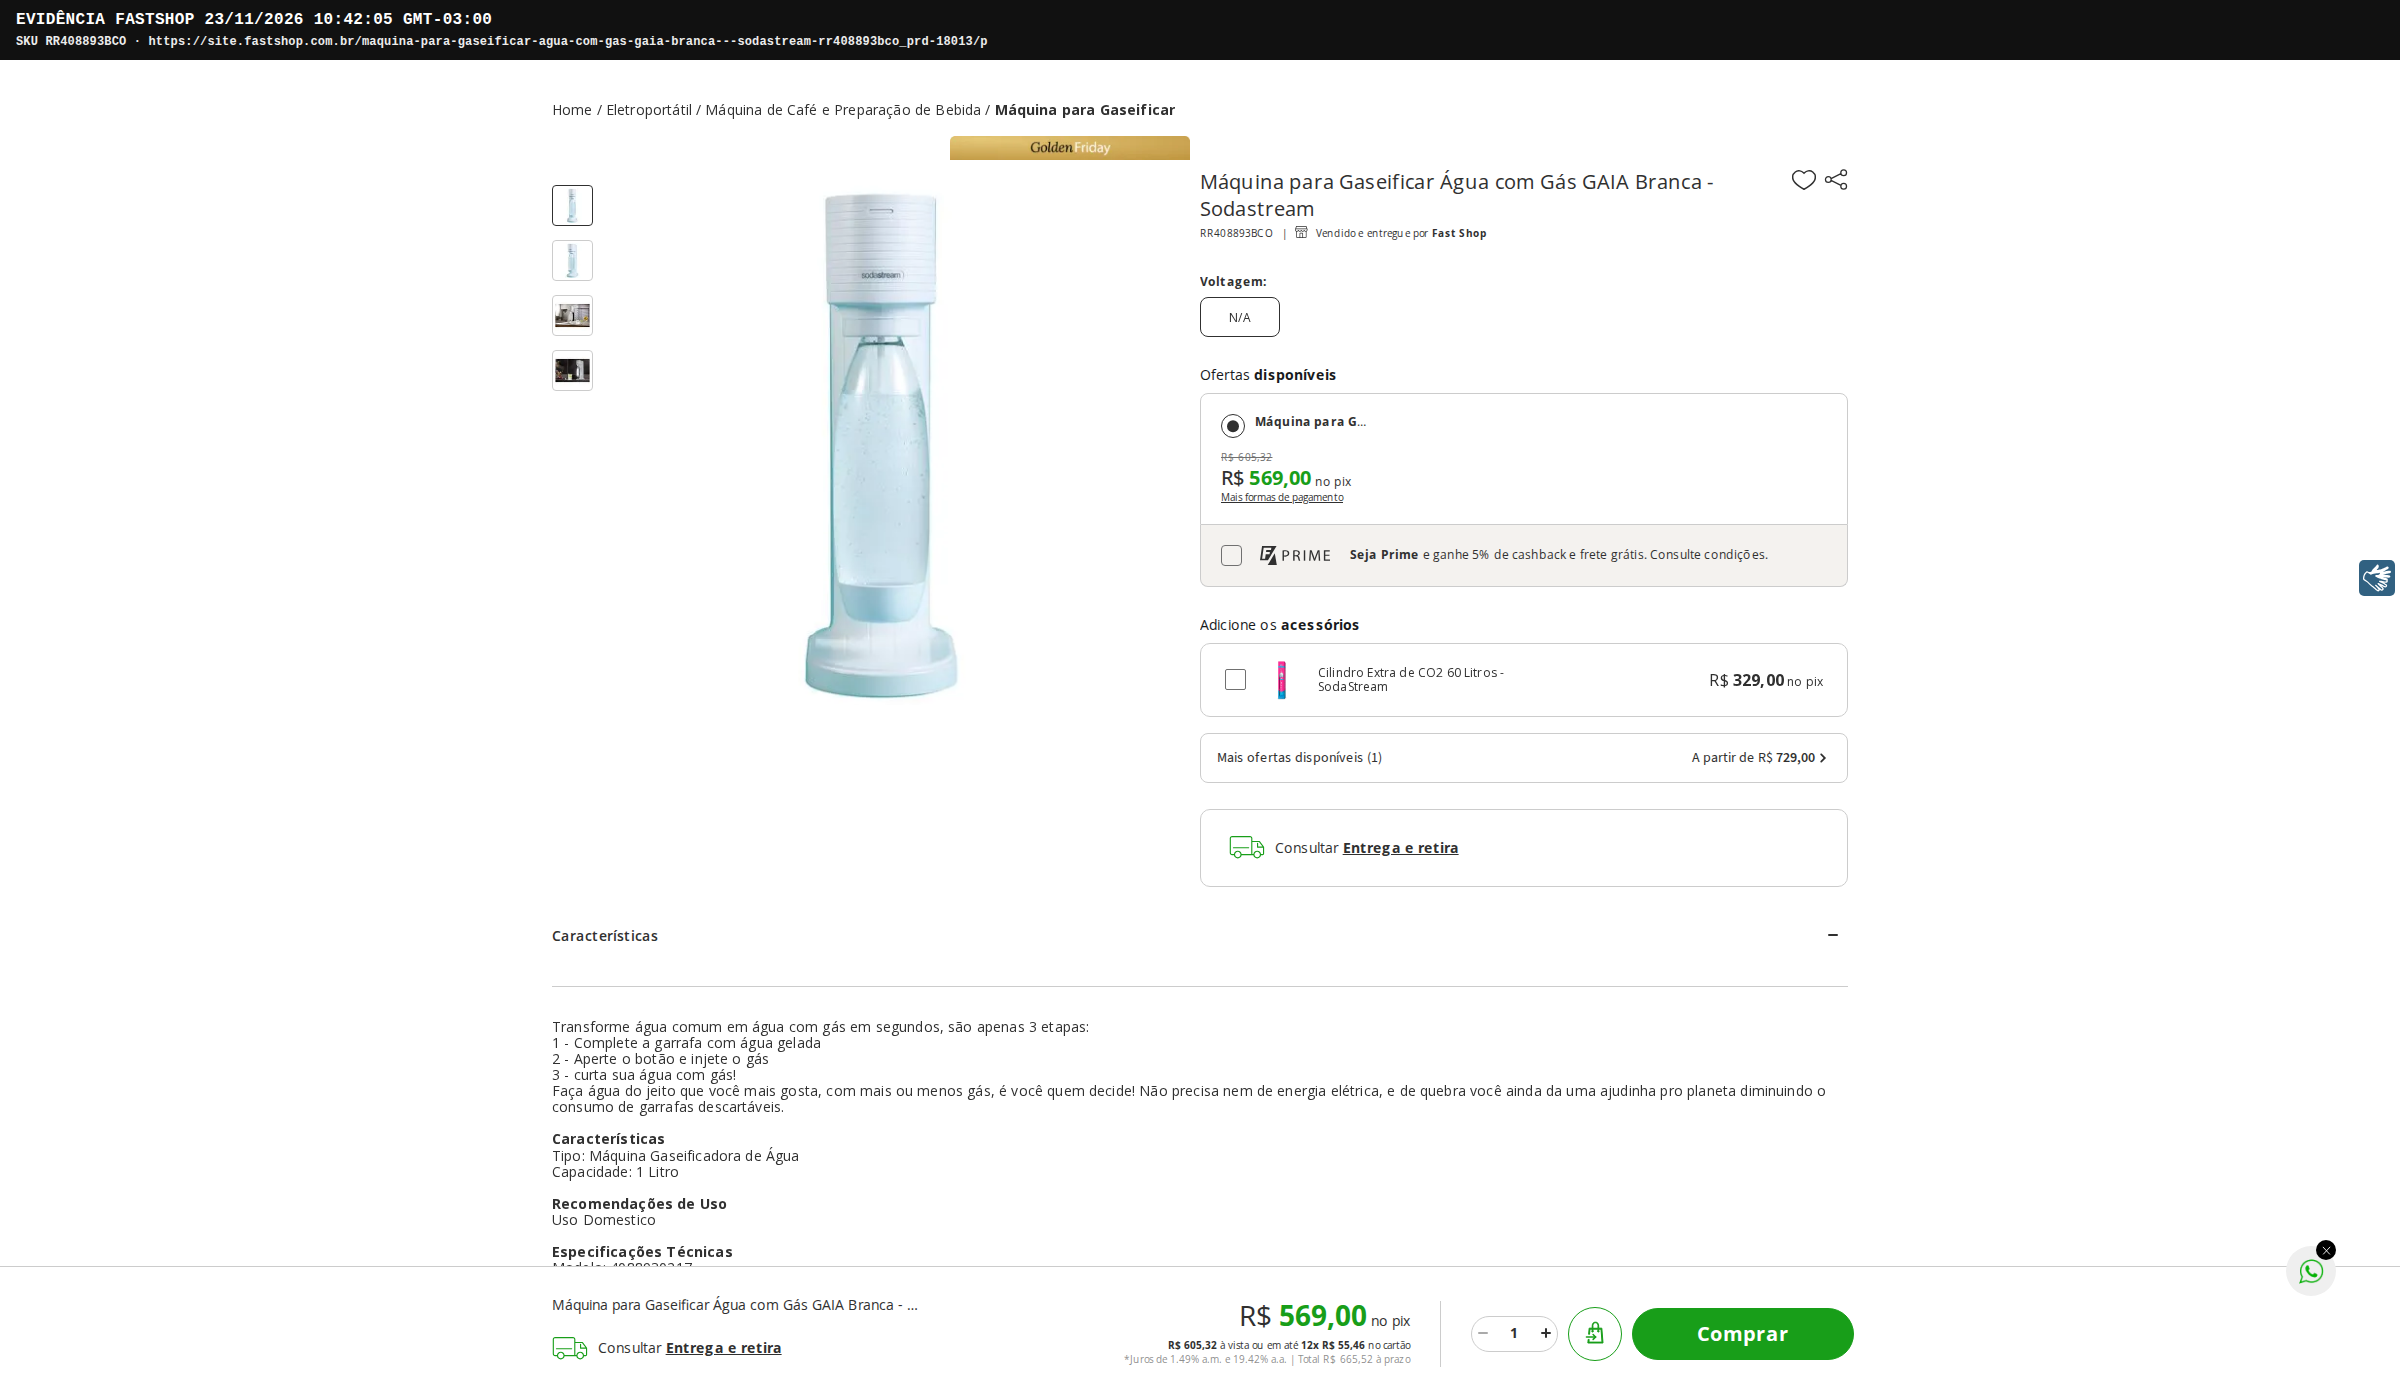 EVIDÊNCIA FASTSHOP 23/11/2026 10:42:05 GMT-03:00
SKU RR408893BCO · https://site.fastshop.com.br/maquina-para-gaseificar-agua-com-gas-gaia-branca---sodastream-rr408893bco_prd-18013/p
Home / Eletroportátil / Máquina de Café e Preparação de Bebida / Máquina para Gaseificar
Golden Friday
sodastream
Máquina para Gaseificar Água com Gás GAIA Branca -
Sodastream
RR408893BCO | Vendido e entregue por Fast Shop
Voltagem:
N/A
Ofertas disponíveis
Máquina para G...
R$ 605,32
R$ 569,00 no pix
Mais formas de pagamento
PRIME Seja Prime e ganhe 5% de cashback e frete grátis. Consulte condições.
Adicione os acessórios
Cilindro Extra de CO2 60 Litros -
SodaStream
R$ 329,00 no pix
Mais ofertas disponíveis (1) A partir de R$ 729,00
Consultar Entrega e retira
Características
Transforme água comum em água com gás em segundos, são apenas 3 etapas:
1 - Complete a garrafa com água gelada
2 - Aperte o botão e injete o gás
3 - curta sua água com gás!
Faça água do jeito que você mais gosta, com mais ou menos gás, é você quem decide! Não precisa nem de energia elétrica, e de quebra você ainda da uma ajudinha pro planeta diminuindo o
consumo de garrafas descartáveis.
Características
Tipo: Máquina Gaseificadora de Água
Capacidade: 1 Litro
Recomendações de Uso
Uso Domestico
Especificações Técnicas
Máquina para Gaseificar Água com Gás GAIA Branca - ...
Consultar Entrega e retira
R$ 569,00 no pix
R$ 605,32 à vista ou em até 12x R$ 55,46 no cartão
*Juros de 1.49% a.m. e 19.42% a.a. | Total R$ 665,52 à prazo
1
Comprar